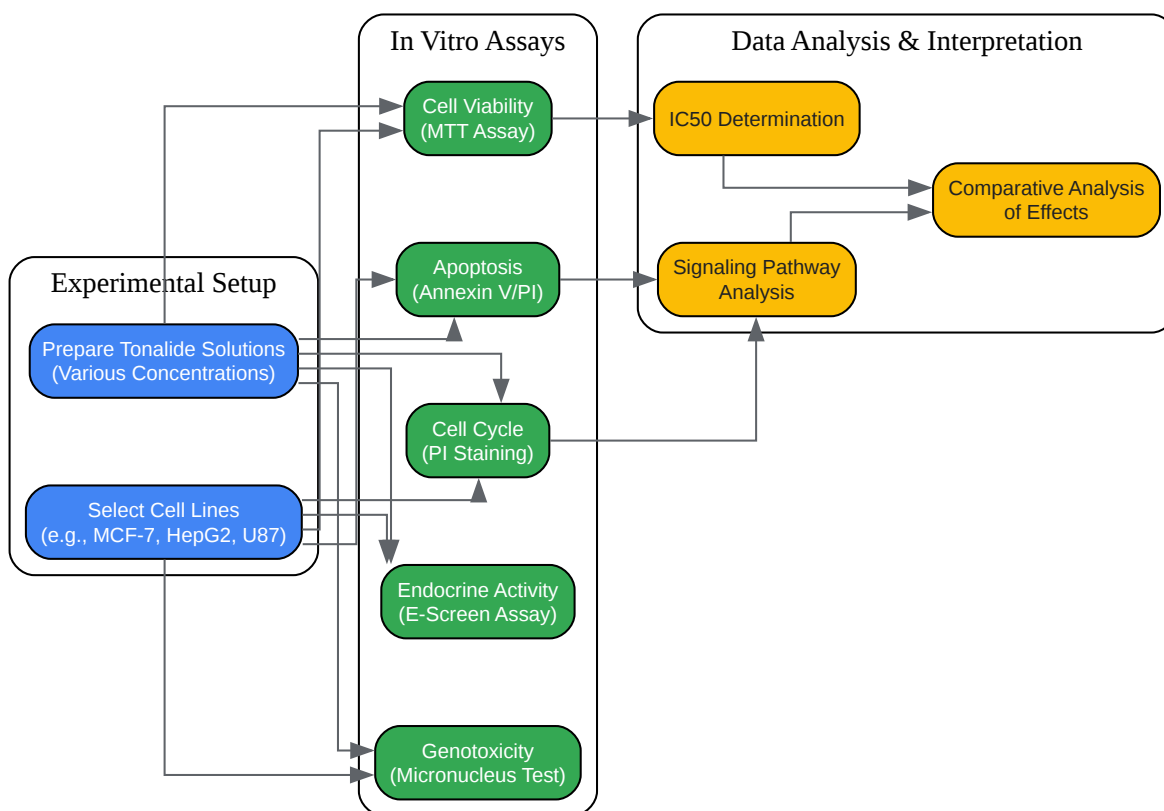 Experimental Setup
Prepare Tonalide Solutions
(Various Concentrations)
Select Cell Lines
(e.g., MCF-7, HepG2, U87)
In Vitro Assays
Cell Viability
(MTT Assay)
Apoptosis
(Annexin V/PI)
Cell Cycle
(PI Staining)
Endocrine Activity
(E-Screen Assay)
Genotoxicity
(Micronucleus Test)
Data Analysis & Interpretation
IC50 Determination
Signaling Pathway
Analysis
Comparative Analysis
of Effects